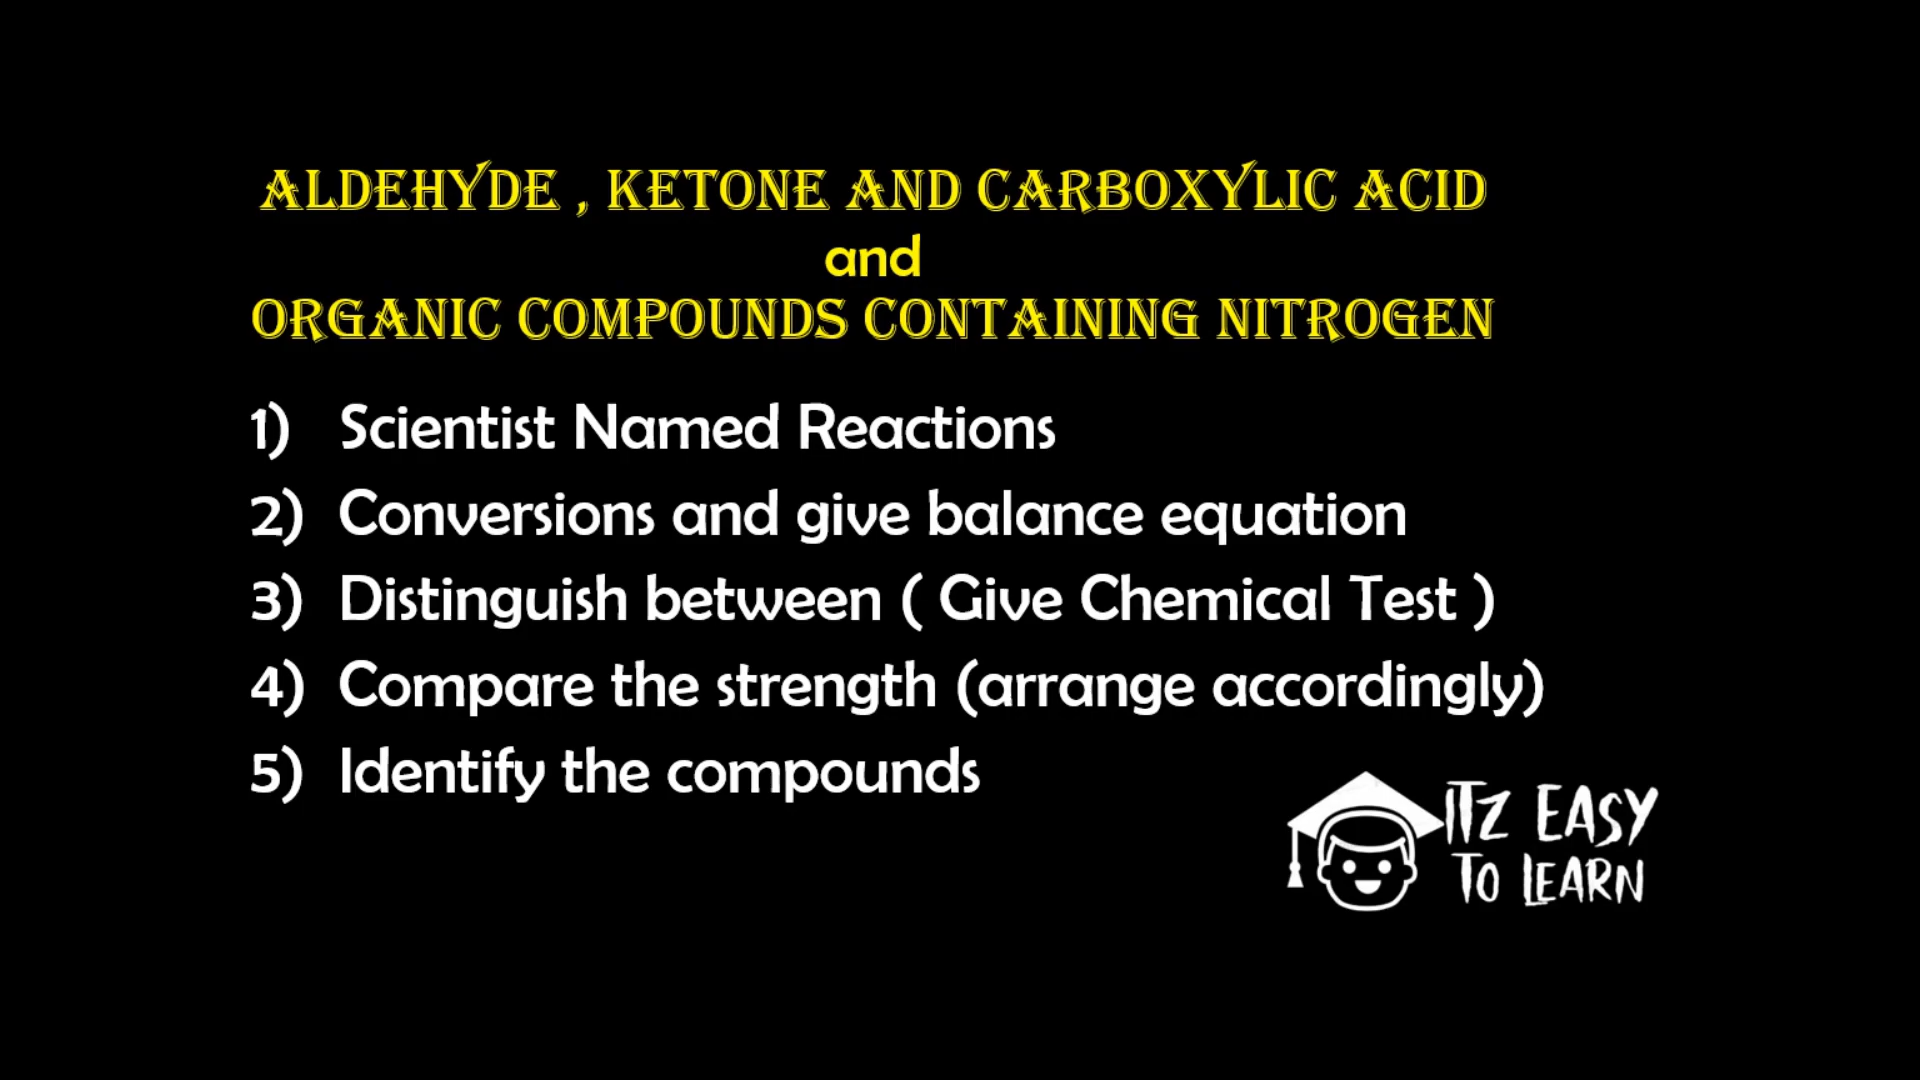 ALDEHYDE , KETONE AND CARBOXYLIC ACID
and
ORGANIC COMPOUNDS CONTAINING NITROGEN
1) Scientist Named Reactions
2) Conversions and give balance equation
3) Distinguish between ( Give Chemical Test )
4) Compare the strength (arrange accordingly)
5) Identify the compounds
ITZ EASY
TO LEARN